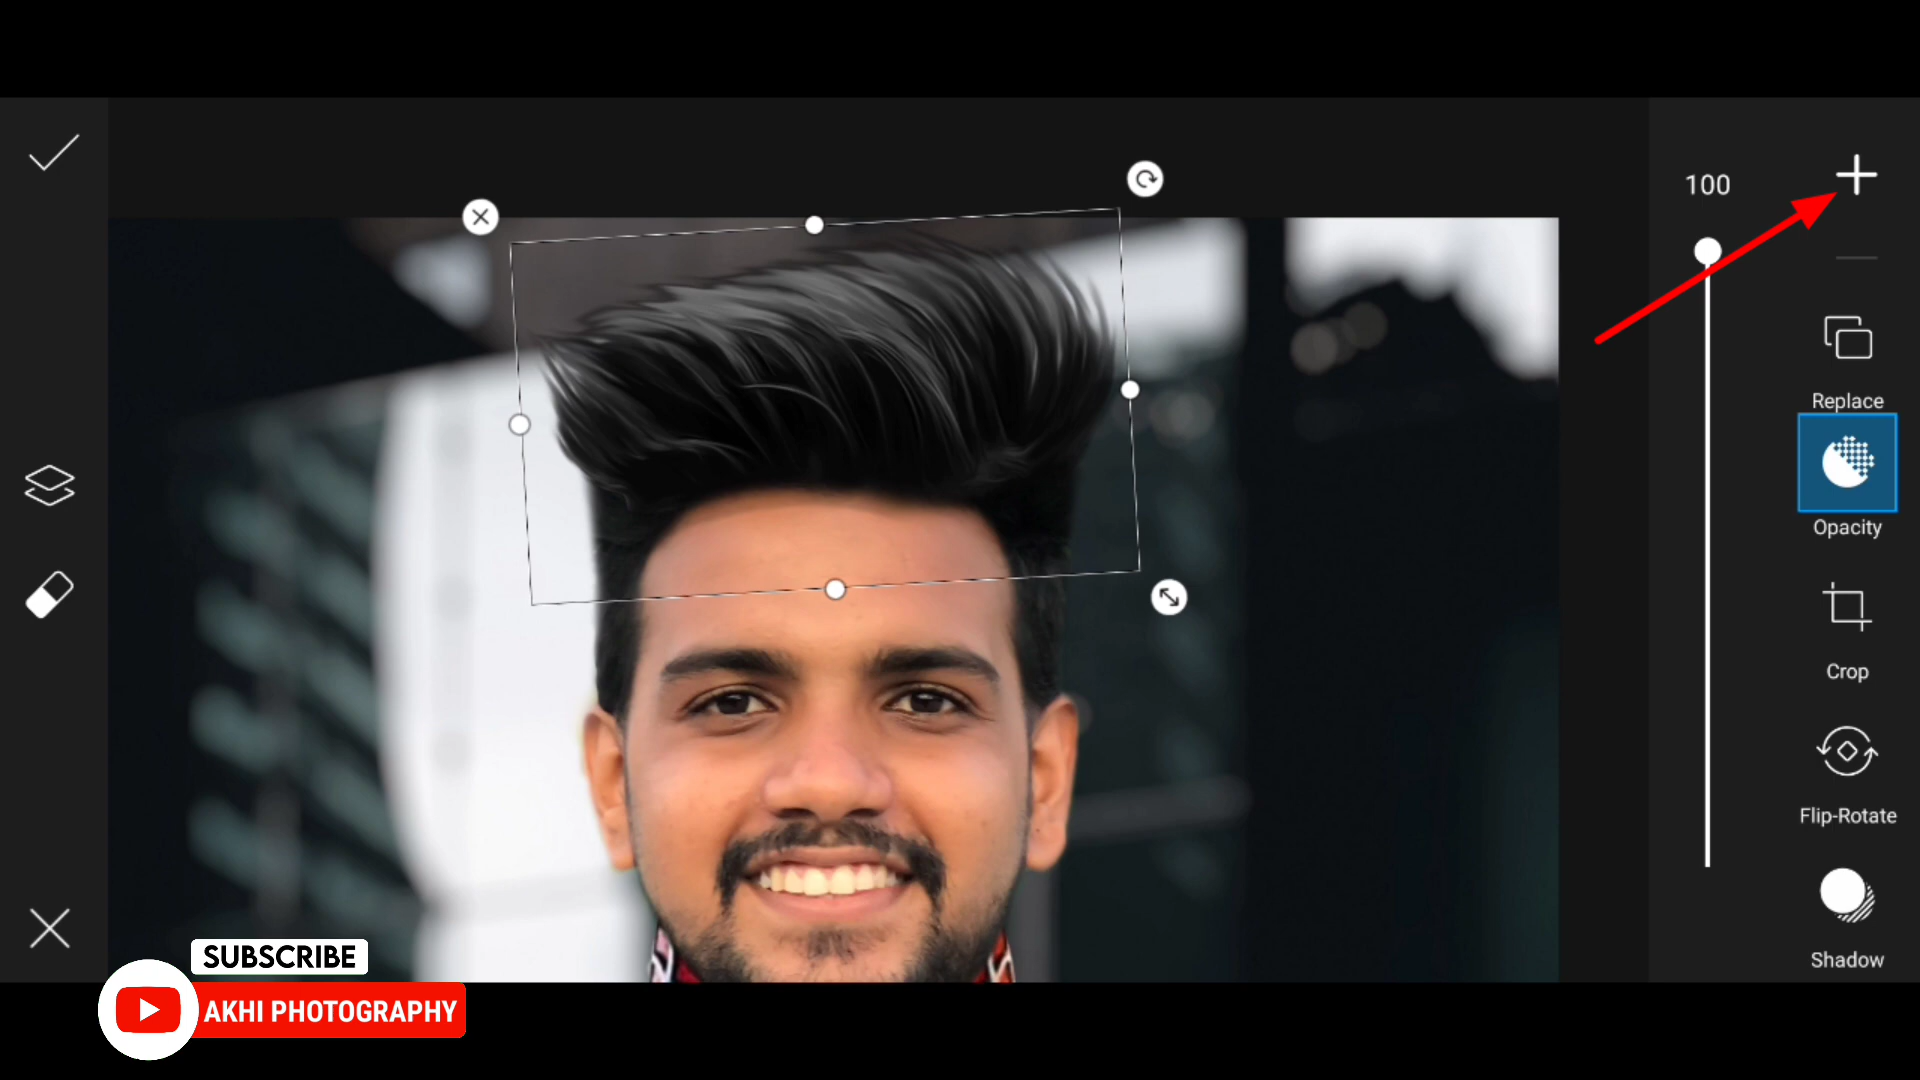 100
Replace
Opacity
Crop
Flip-Rotate
Shadow
SUBSCRIBE
AKHI PHOTOGRAPHY